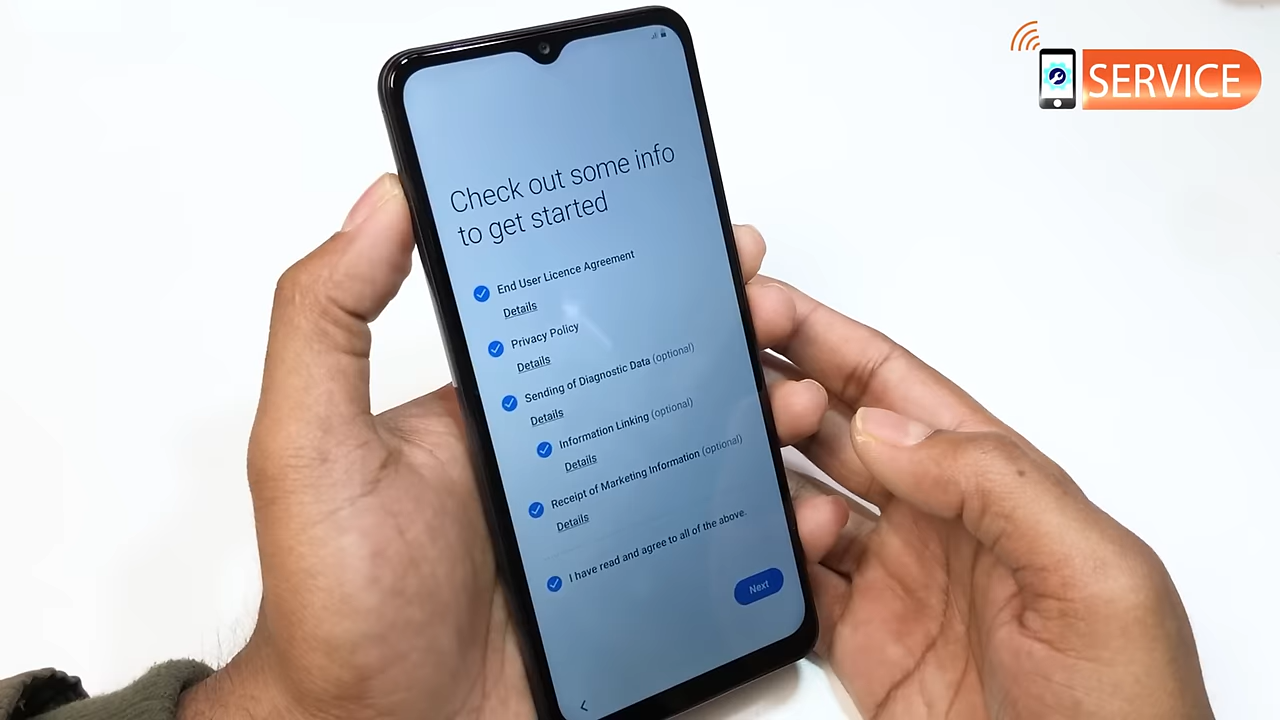 SERVICE
Check out some info
to get started
End User Licence Agreement
Details
Privacy Policy
Details
Sending of Diagnostic Data (optional)
Details
Information Linking (optional)
Details
Receipt of Marketing Information (optional)
Details
I have read and agree to all of the above.
Next